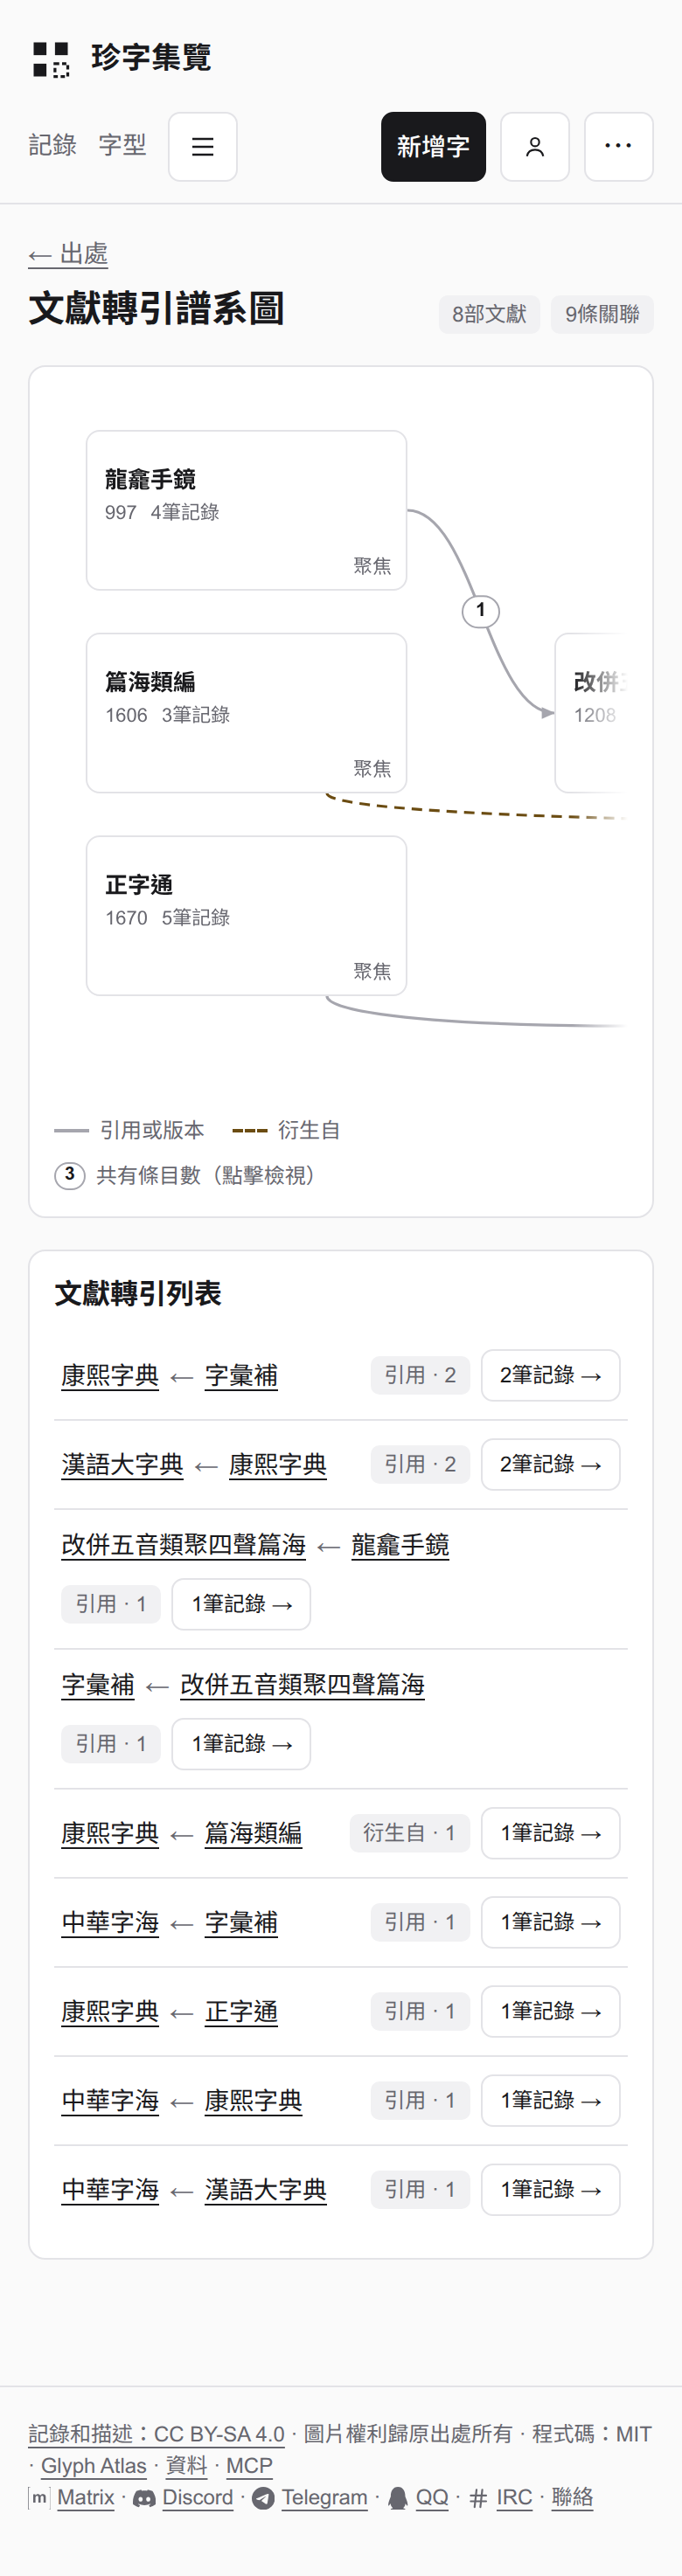 珍字集覽
記錄 字型 新增字 ···
← 出處
文獻轉引譜系圖 8部文獻 9條關聯
龍龕手鏡
997 4筆記錄
聚焦
1
篇海類編
1606 3筆記錄
聚焦
改併
1208
正字通
1670 5筆記錄
聚焦
引用或版本 衍生自
3 共有條目數（點擊檢視）
文獻轉引列表
康熙字典 ← 字彙補 引用 · 2 2筆記錄 →
漢語大字典 ← 康熙字典 引用 · 2 2筆記錄 →
改併五音類聚四聲篇海 ← 龍龕手鏡
引用 · 1 1筆記錄 →
字彙補 ← 改併五音類聚四聲篇海
引用 · 1 1筆記錄 →
康熙字典 ← 篇海類編 衍生自 · 1 1筆記錄 →
中華字海 ← 字彙補 引用 · 1 1筆記錄 →
康熙字典 ← 正字通 引用 · 1 1筆記錄 →
中華字海 ← 康熙字典 引用 · 1 1筆記錄 →
中華字海 ← 漢語大字典 引用 · 1 1筆記錄 →
記錄和描述：CC BY-SA 4.0 · 圖片權利歸原出處所有 · 程式碼：MIT
· Glyph Atlas · 資料 · MCP
[m] Matrix · Discord · Telegram · QQ · # IRC · 聯絡